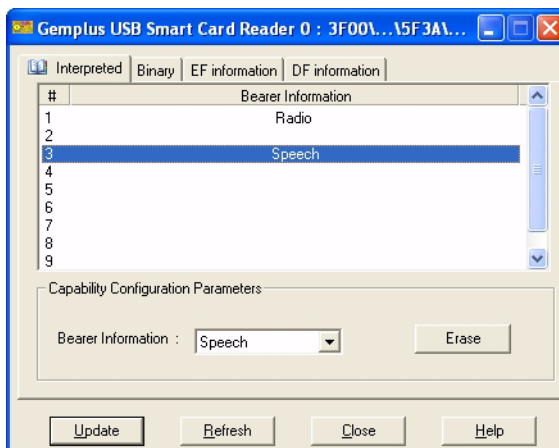 Gemplus USB Smart Card Reader 0 : 3F00\...\5F3A\...
Interpreted Binary EF information DF information
# Bearer Information
1 Radio
2
3 Speech
4
5
6
7
8
9
Capability Configuration Parameters
Bearer Information : Speech Erase
Update Refresh Close Help